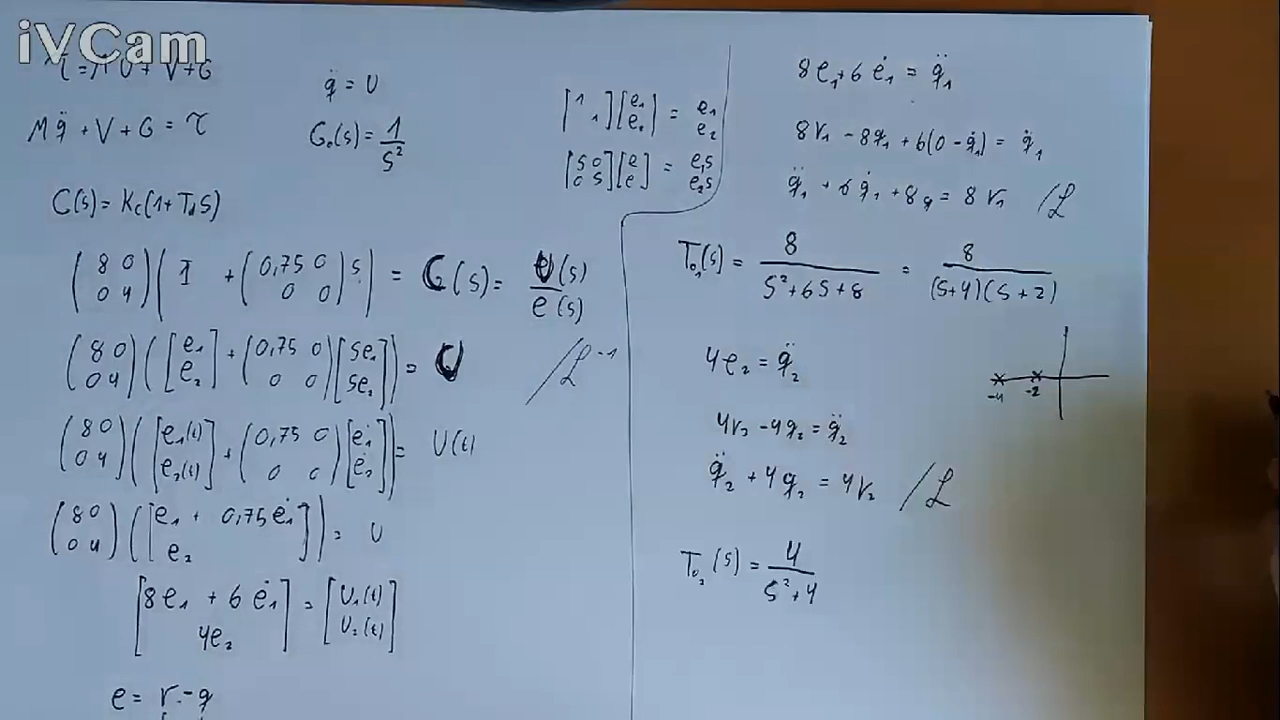 iVCam
τ = M U + V + G
M q̈ + V + G = τ
q̈ = U
G₀(s) = 1/s²
C(s) = Kc(1 + Tds)
[1 1][e₁ e₂] = e₁ e₂
[s 0 0 s][e e] = e₁s e₂s
(8 0 0 4)(I + (0,75 0 0 0)s) = C(s) = U(s)/e(s)
(8 0 0 4)([e₁ e₂] + (0,75 0 0 0)[se₁ se₂]) = U /ℒ⁻¹
(8 0 0 4)([e₁(t) e₂(t)] + (0,75 0 0 0)[ė₁ ė₂]) = U(t)
(8 0 0 4)([e₁ + 0,75ė₁ e₂]) = U
[8e₁ + 6ė₁ 4e₂] = [U₁(t) U₂(t)]
e = r - q
8e₁ + 6ė₁ = q̈₁
8r₁ - 8q₁ + 6(0 - q̇₁) = q̈₁
q̈₁ + 6q̇₁ + 8q = 8r₁ /ℒ
T₀₁(s) = 8/(s² + 6s + 8) = 8/((s+4)(s+2))
-4 -2
4e₂ = q̈₂
4r₂ - 4q₂ = q̈₂
q̈₂ + 4q₂ = 4r₂ /ℒ
T₀₂(s) = 4/(s² + 4)